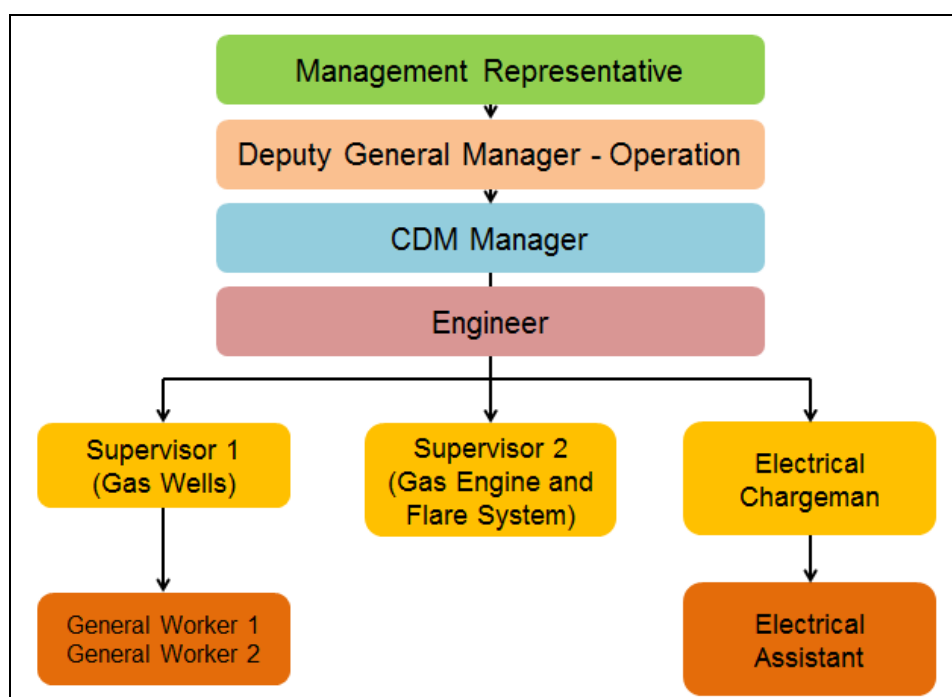 Management Representative
Deputy General Manager - Operation
CDM Manager
Engineer
Supervisor 1
(Gas Wells)
Supervisor 2
(Gas Engine and
Flare System)
Electrical
Chargeman
General Worker 1
General Worker 2
Electrical
Assistant